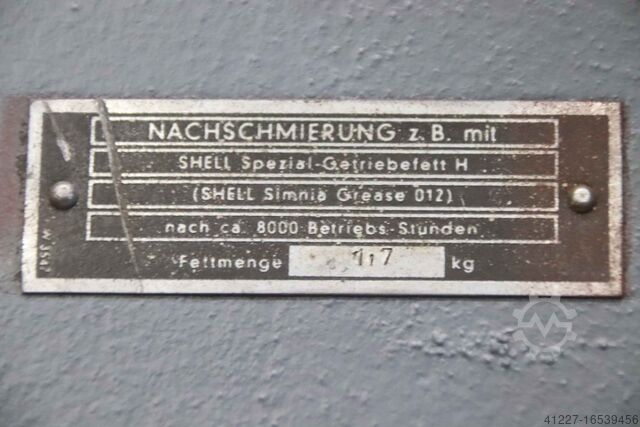 NACHSCHMIERUNG z.B. mit
SHELL Spezial-Getriebefett H
(SHELL Simnia Grease 012)
nach ca. 8000 Betriebs-Stunden
Fettmenge 1,7 kg
41227-16539456